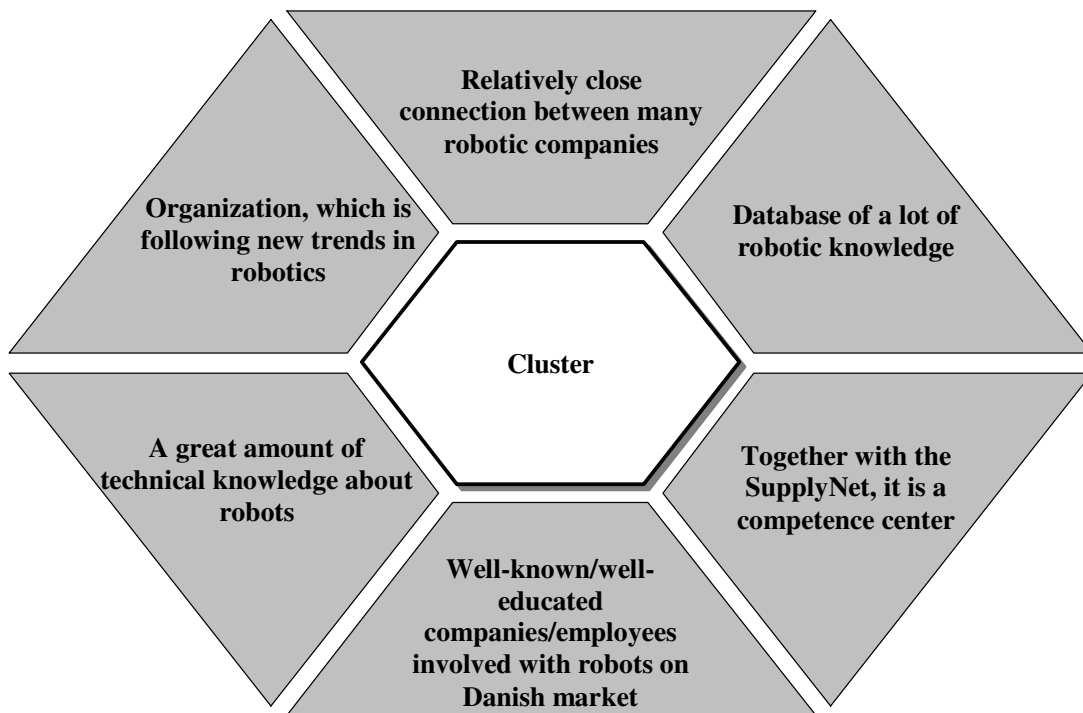 Relatively close
connection between many
robotic companies
Organization, which is
following new trends in
robotics
Database of a lot of
robotic knowledge
Cluster
A great amount of
technical knowledge about
robots
Together with the
SupplyNet, it is a
competence center
Well-known/well-
educated
companies/employees
involved with robots on
Danish market